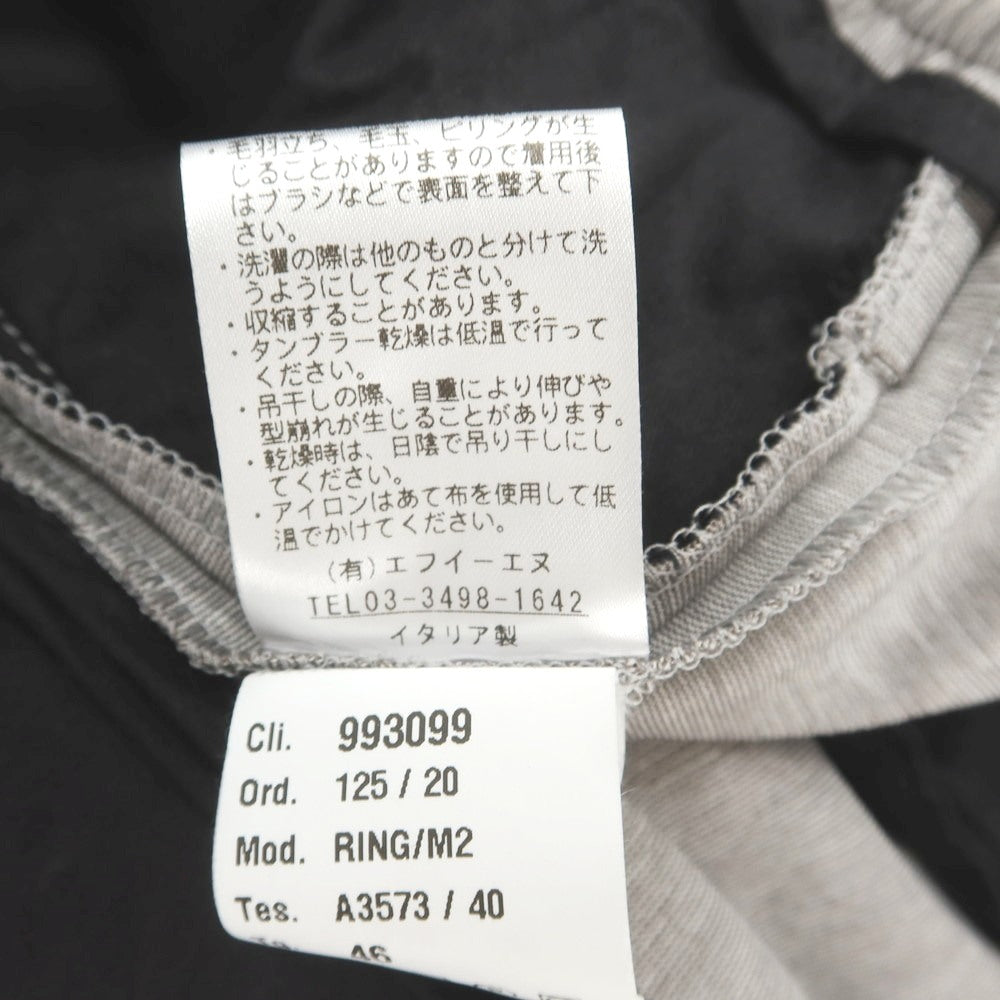 ・毛羽立ち、毛玉、ピリングが生
じることがありますので着用後
はブラシなどで表面を整えて下
さい。
・洗濯の際は他のものと分けて洗
うようにしてください。
・収縮することがあります。
・タンブラー乾燥は低温で行って
ください。
・吊干しの際、自重により伸びや
型崩れが生じることがあります。
・乾燥時は、日陰で吊り干しにし
てください。
・アイロンはあて布を使用して低
温でかけてください。
(有)エフイーエヌ
TEL03-3498-1642
イタリア製
Cli. 993099
Ord. 125 / 20
Mod. RING/M2
Tes. A3573 / 40
46